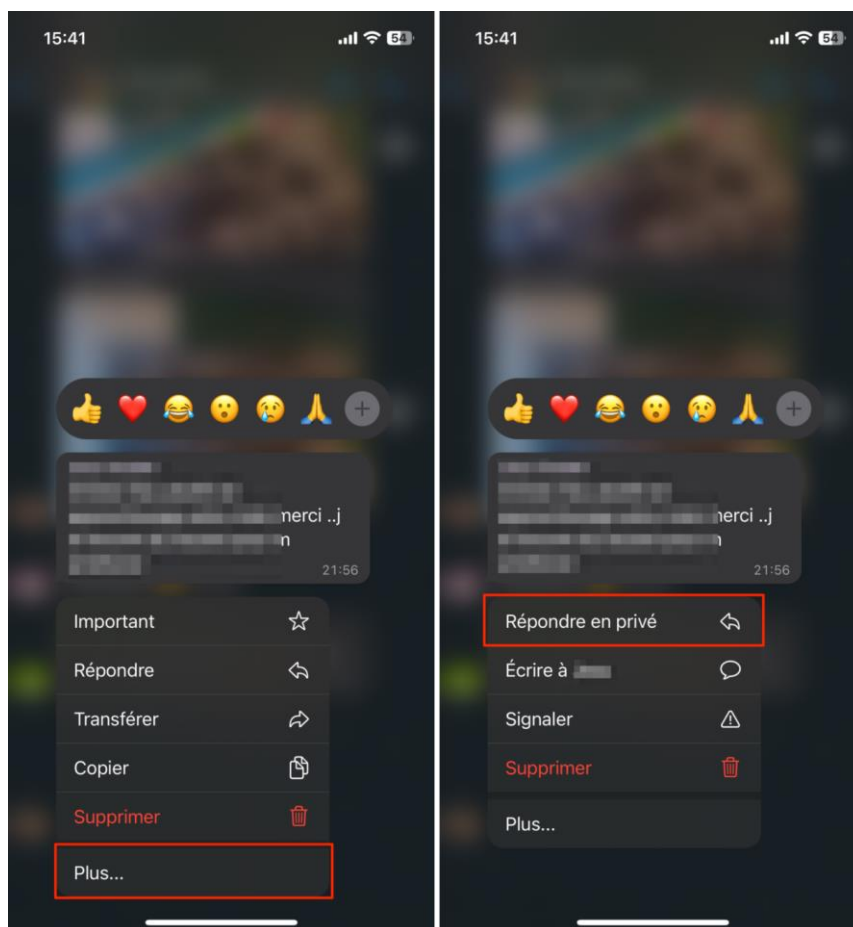 15:41
54
merci ..j
n
21:56
Important
Répondre
Transférer
Copier
Supprimer
Plus...
15:41
54
merci ..j
21:56
Répondre en privé
Écrire à
Signaler
Supprimer
Plus...